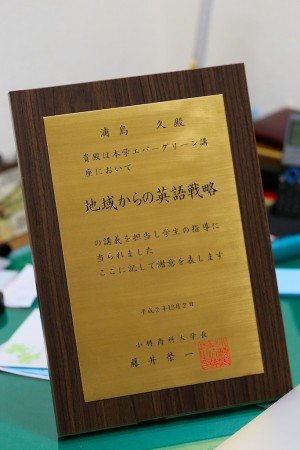 浦島 久殿
貴殿は本学エバーグリーン講
座において
地域からの英語戦略
の講義を担当し学生の指導に
当られました
ここに記して謝意を表します
小樽商科大学長
藤井榮一